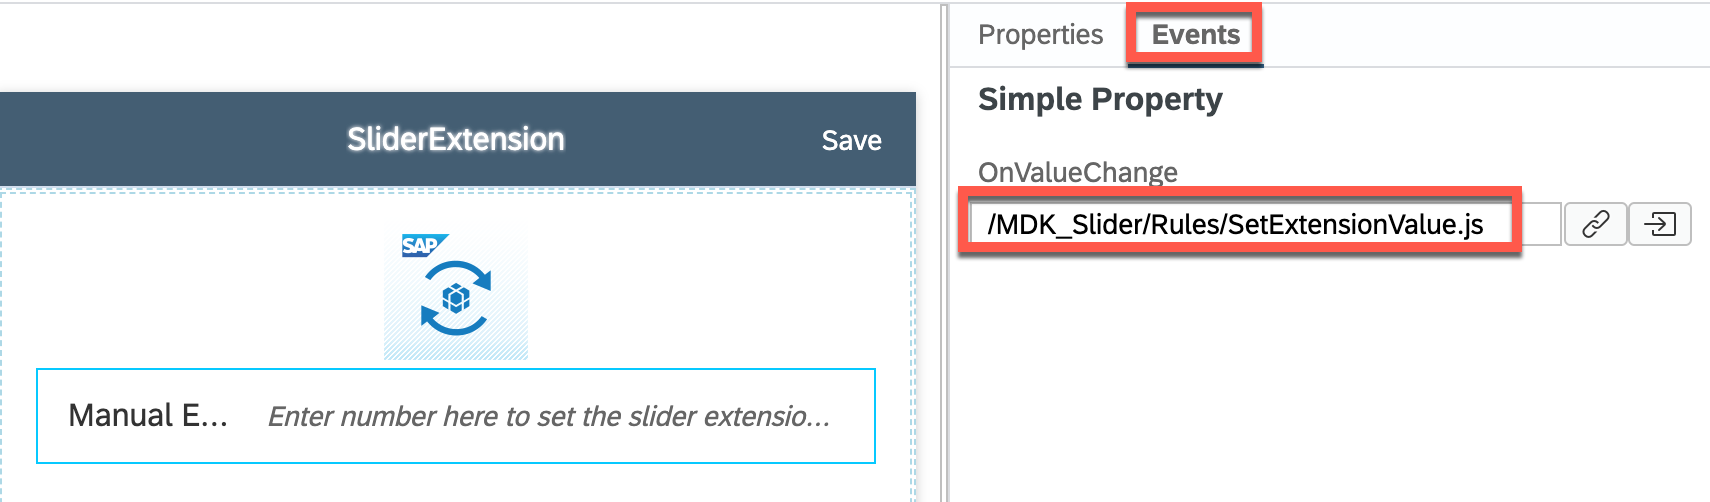 Properties Events
Simple Property
OnValueChange
/MDK_Slider/Rules/SetExtensionValue.js
SliderExtension Save
SAP
Manual E... Enter number here to set the slider extensio...